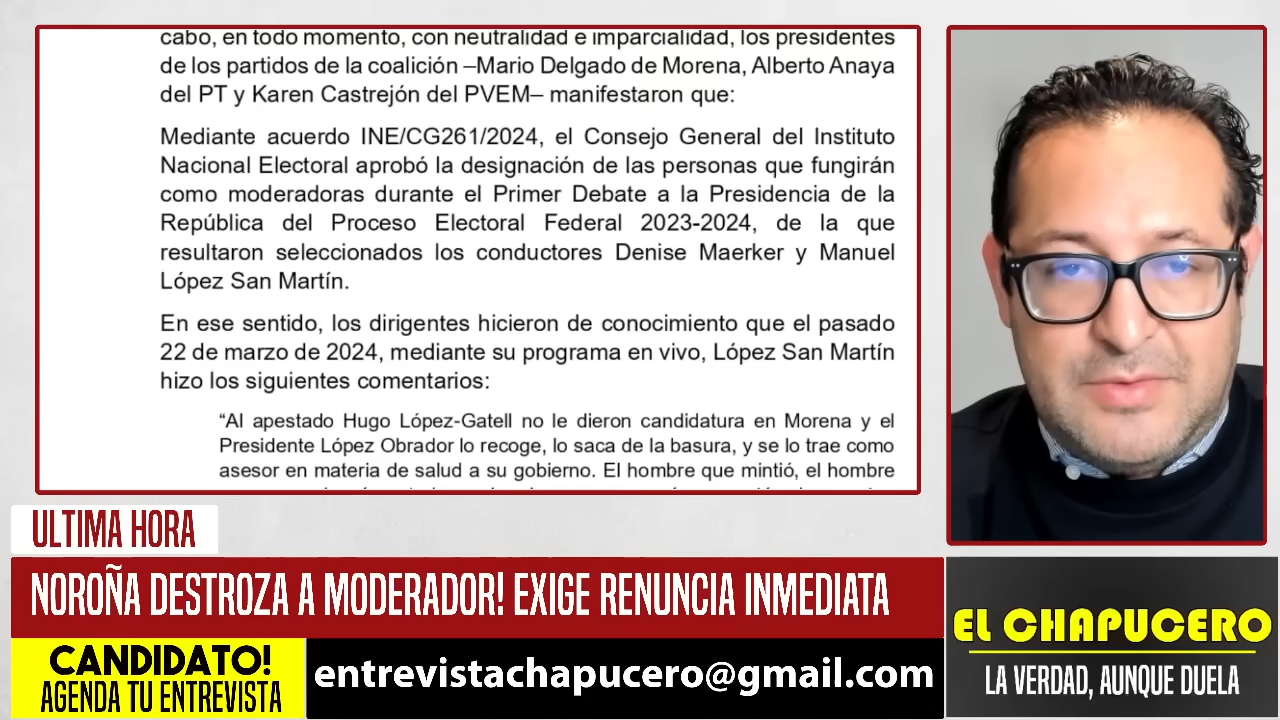 cabo, en todo momento, con neutralidad e imparcialidad, los presidentes
de los partidos de la coalición –Mario Delgado de Morena, Alberto Anaya
del PT y Karen Castrejón del PVEM– manifestaron que:
Mediante acuerdo INE/CG261/2024, el Consejo General del Instituto
Nacional Electoral aprobó la designación de las personas que fungirán
como moderadoras durante el Primer Debate a la Presidencia de la
República del Proceso Electoral Federal 2023-2024, de la que
resultaron seleccionados los conductores Denise Maerker y Manuel
López San Martín.
En ese sentido, los dirigentes hicieron de conocimiento que el pasado
22 de marzo de 2024, mediante su programa en vivo, López San Martín
hizo los siguientes comentarios:
“Al apestado Hugo López-Gatell no le dieron candidatura en Morena y el
Presidente López Obrador lo recoge, lo saca de la basura, y se lo trae como
asesor en materia de salud a su gobierno. El hombre que mintió, el hombre
ULTIMA HORA
NOROÑA DESTROZA A MODERADOR! EXIGE RENUNCIA INMEDIATA
CANDIDATO!
AGENDA TU ENTREVISTA
entrevistachapucero@gmail.com
EL CHAPUCERO
LA VERDAD, AUNQUE DUELA